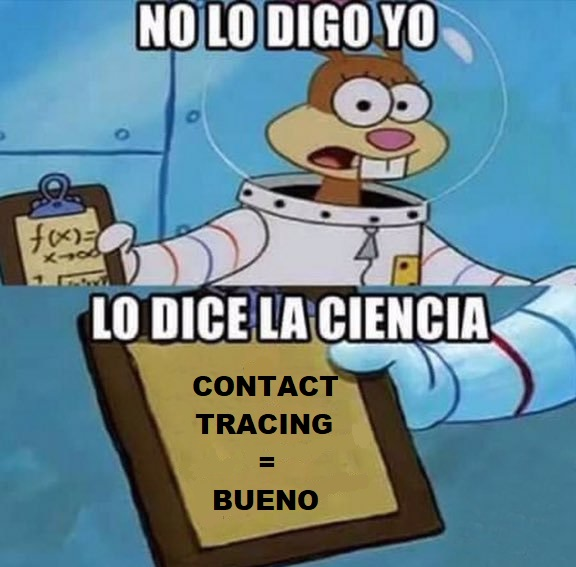 NO LO DIGO YO
f(x)=
x→∞
LO DICE LA CIENCIA
CONTACT
TRACING
=
BUENO